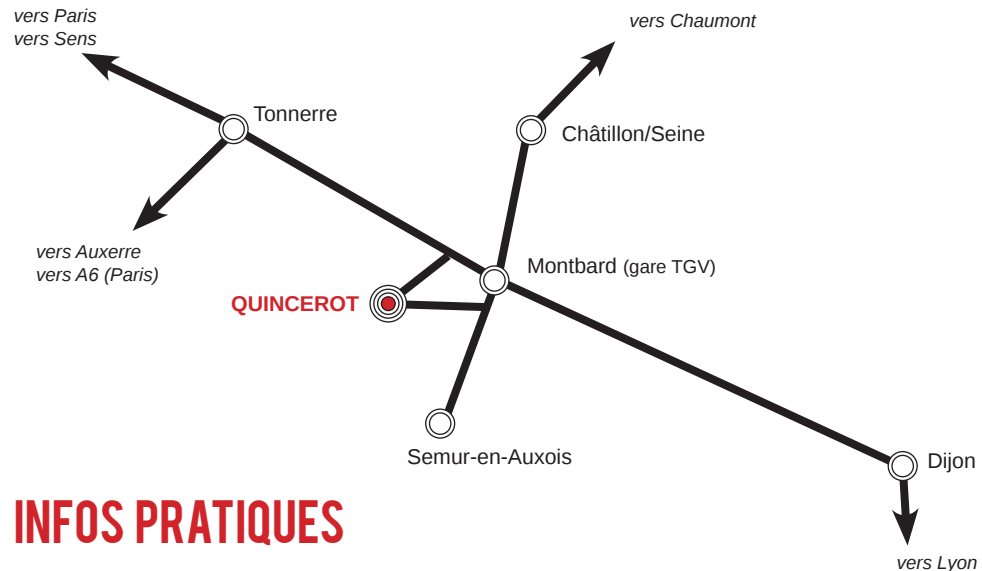 vers Paris
vers Sens
vers Chaumont
Tonnerre
Châtillon/Seine
vers Auxerre
vers A6 (Paris)
Montbard (gare TGV)
QUINCEROT
Semur-en-Auxois
Dijon
INFOS PRATIQUES
vers Lyon